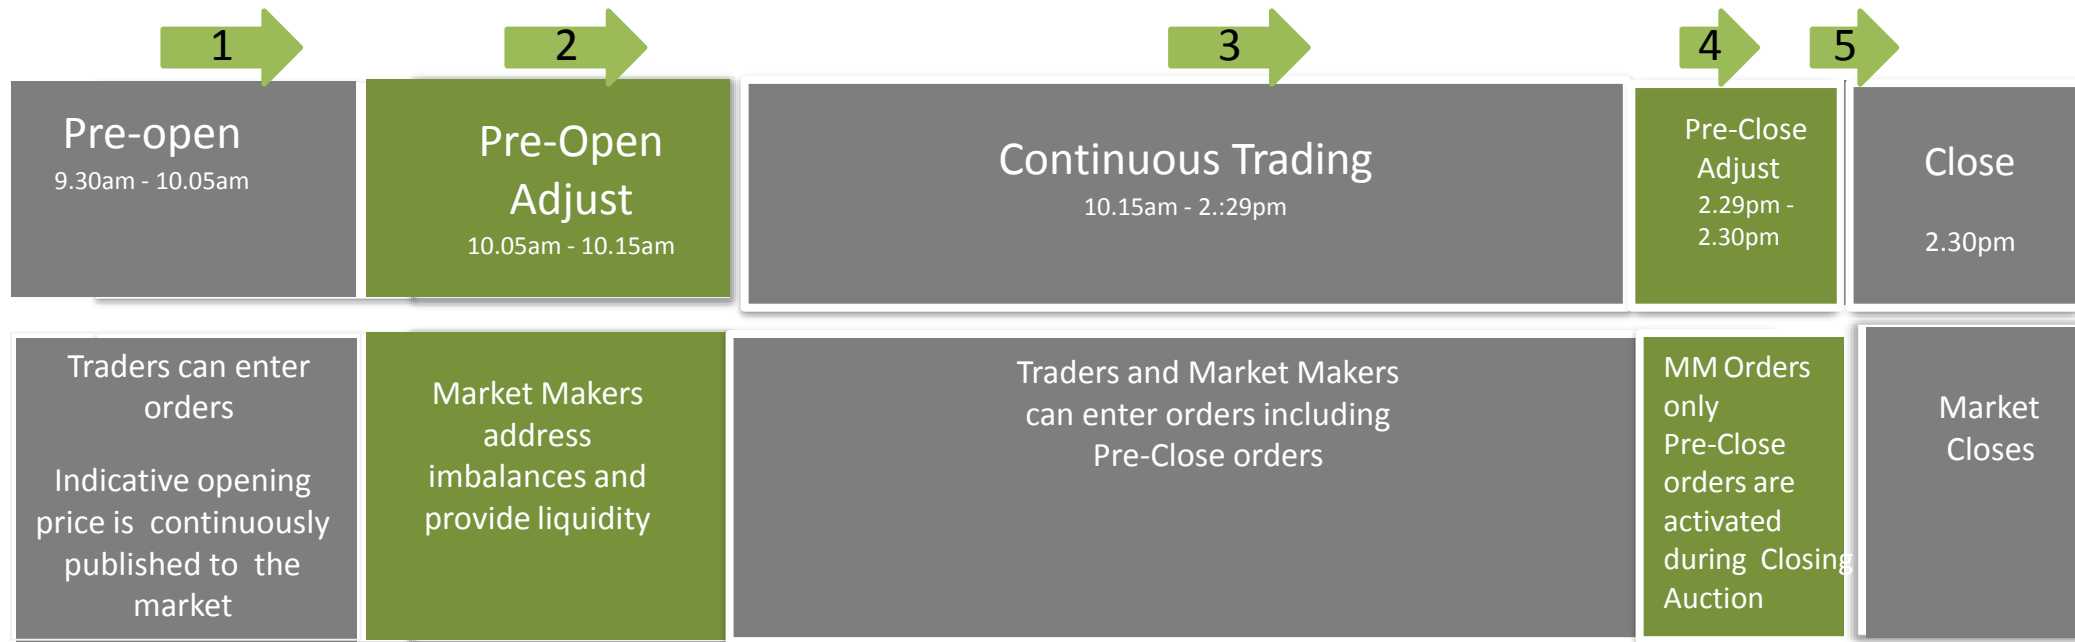 1
2
3
4
5
Pre-open
9.30am - 10.05am
Pre-Open
Adjust
10.05am - 10.15am
Continuous Trading
10.15am - 2.:29pm
Pre-Close
Adjust
2.29pm -
2.30pm
Close
2.30pm
Traders can enter
orders
Indicative opening
price is continuously
published to the
market
Market Makers
address
imbalances and
provide liquidity
Traders and Market Makers
can enter orders including
Pre-Close orders
MM Orders
only
Pre-Close
orders are
activated
during Closing
Auction
Market
Closes